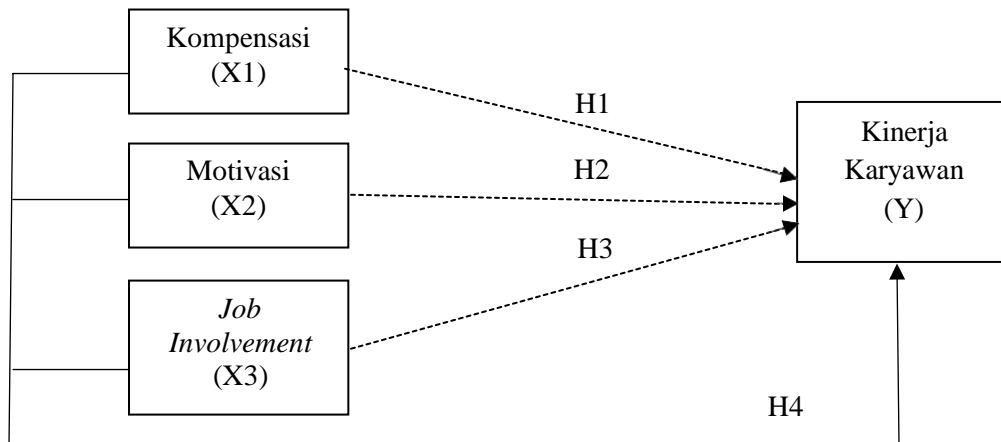 Kompensasi
(X1)
H1
Kinerja
Karyawan
(Y)
Motivasi
(X2)
H2
H3
Job
Involvement
(X3)
H4